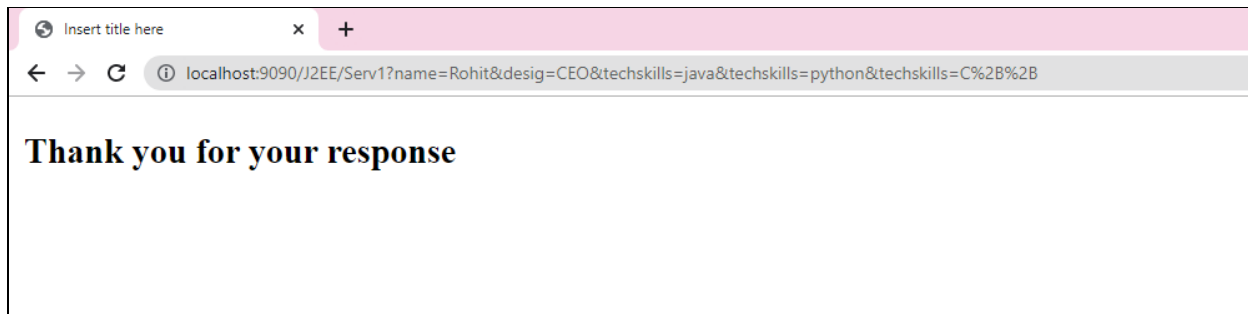 Insert title here
localhost:9090/J2EE/Serv1?name=Rohit&desig=CEO&techskills=java&techskills=python&techskills=C%2B%2B
Thank you for your response